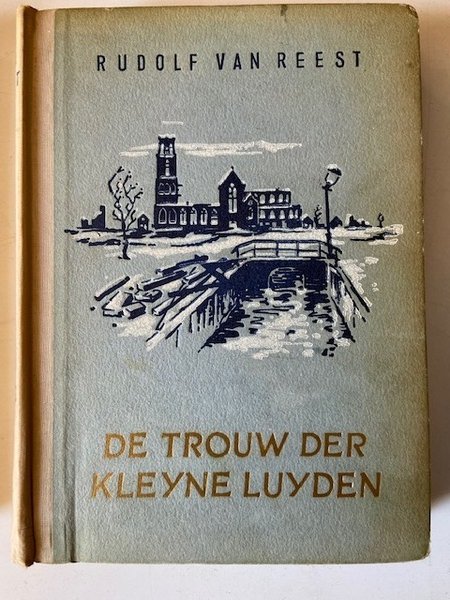 RUDOLF VAN REEST
DE TROUW DER
KLEYNE LUYDEN